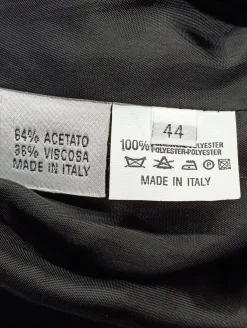 64% ACETATO
36% VISCOSA
MADE IN ITALY
44
100%
POLYESTER-POLYESTER
MADE IN ITALY